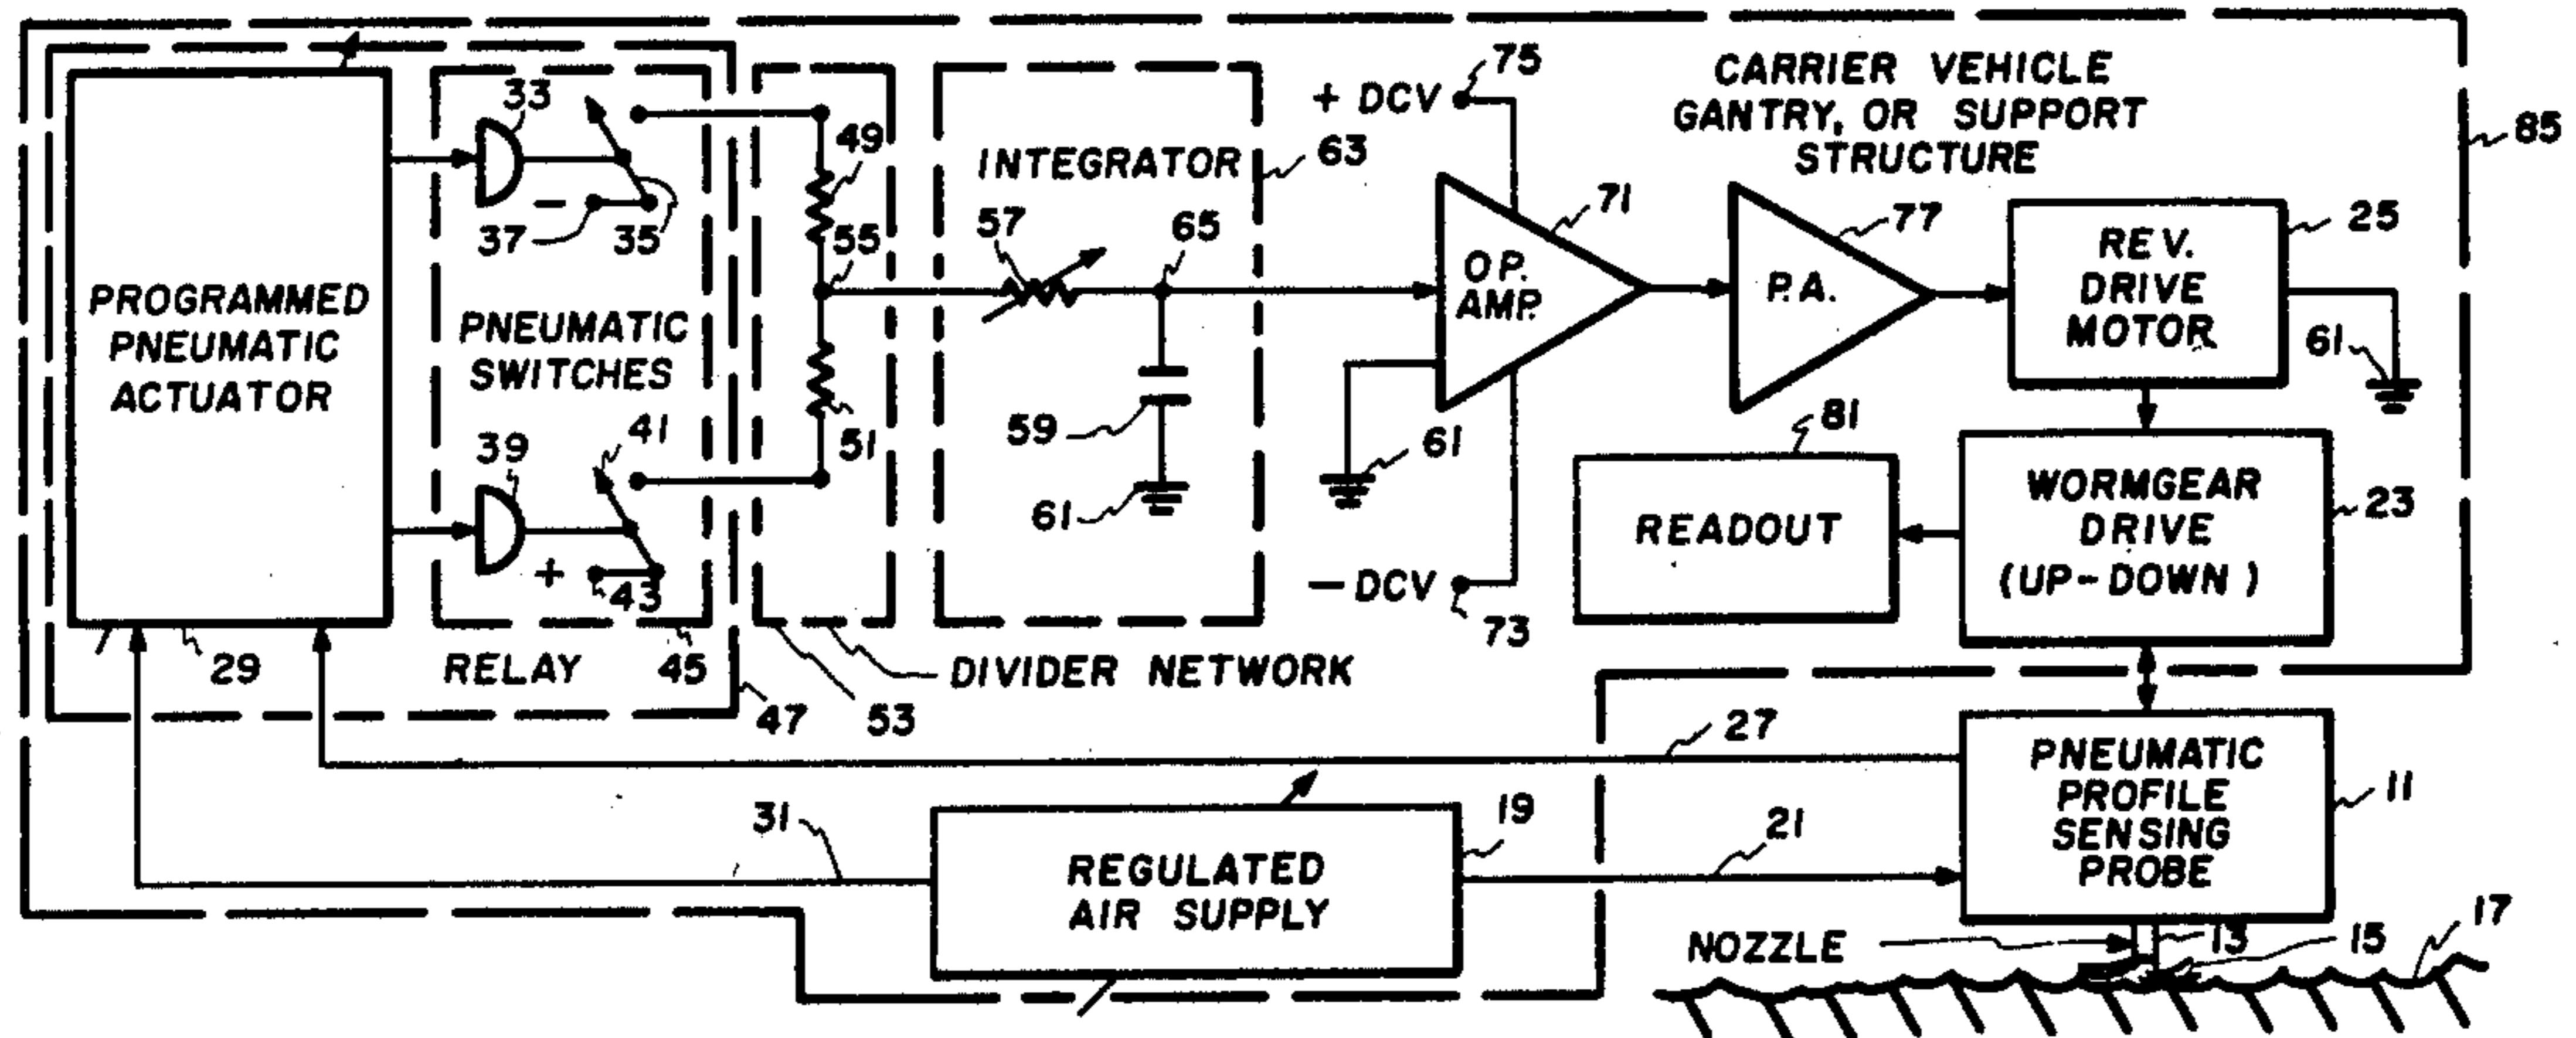 PROGRAMMED
PNEUMATIC
ACTUATOR
29
33
37
35
PNEUMATIC
SWITCHES
39
41
43
-
+
RELAY
45
47
49
55
51
53
DIVIDER NETWORK
INTEGRATOR
63
57
65
59
61
+ DCV
75
OP.
AMP.
71
61
- DCV
73
CARRIER VEHICLE
GANTRY, OR SUPPORT
STRUCTURE
85
P.A.
77
REV.
DRIVE
MOTOR
25
61
81
READOUT
WORMGEAR
DRIVE
(UP-DOWN)
23
27
PNEUMATIC
PROFILE
SENSING
PROBE
11
31
REGULATED
AIR SUPPLY
19
21
NOZZLE
13
15
17